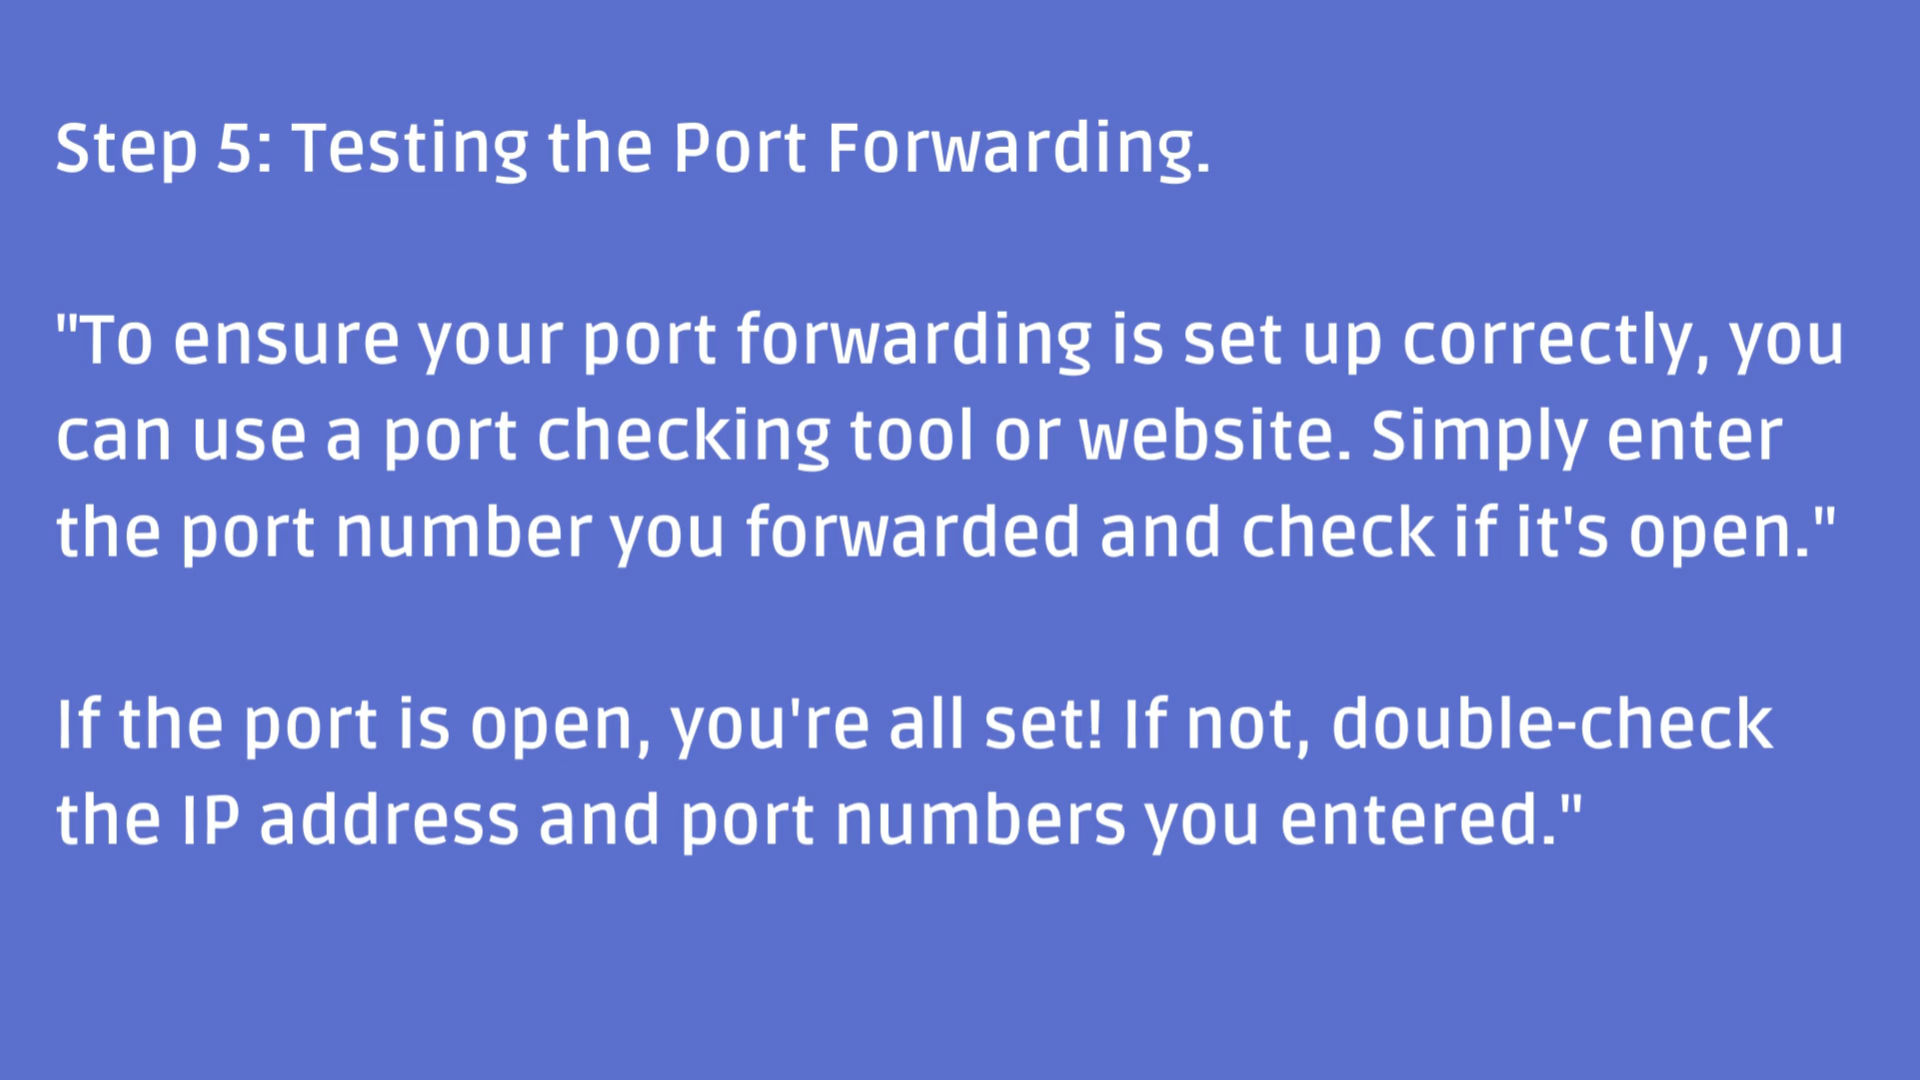 Step 5: Testing the Port Forwarding.
"To ensure your port forwarding is set up correctly, you
can use a port checking tool or website. Simply enter
the port number you forwarded and check if it's open."
If the port is open, you're all set! If not, double-check
the IP address and port numbers you entered."